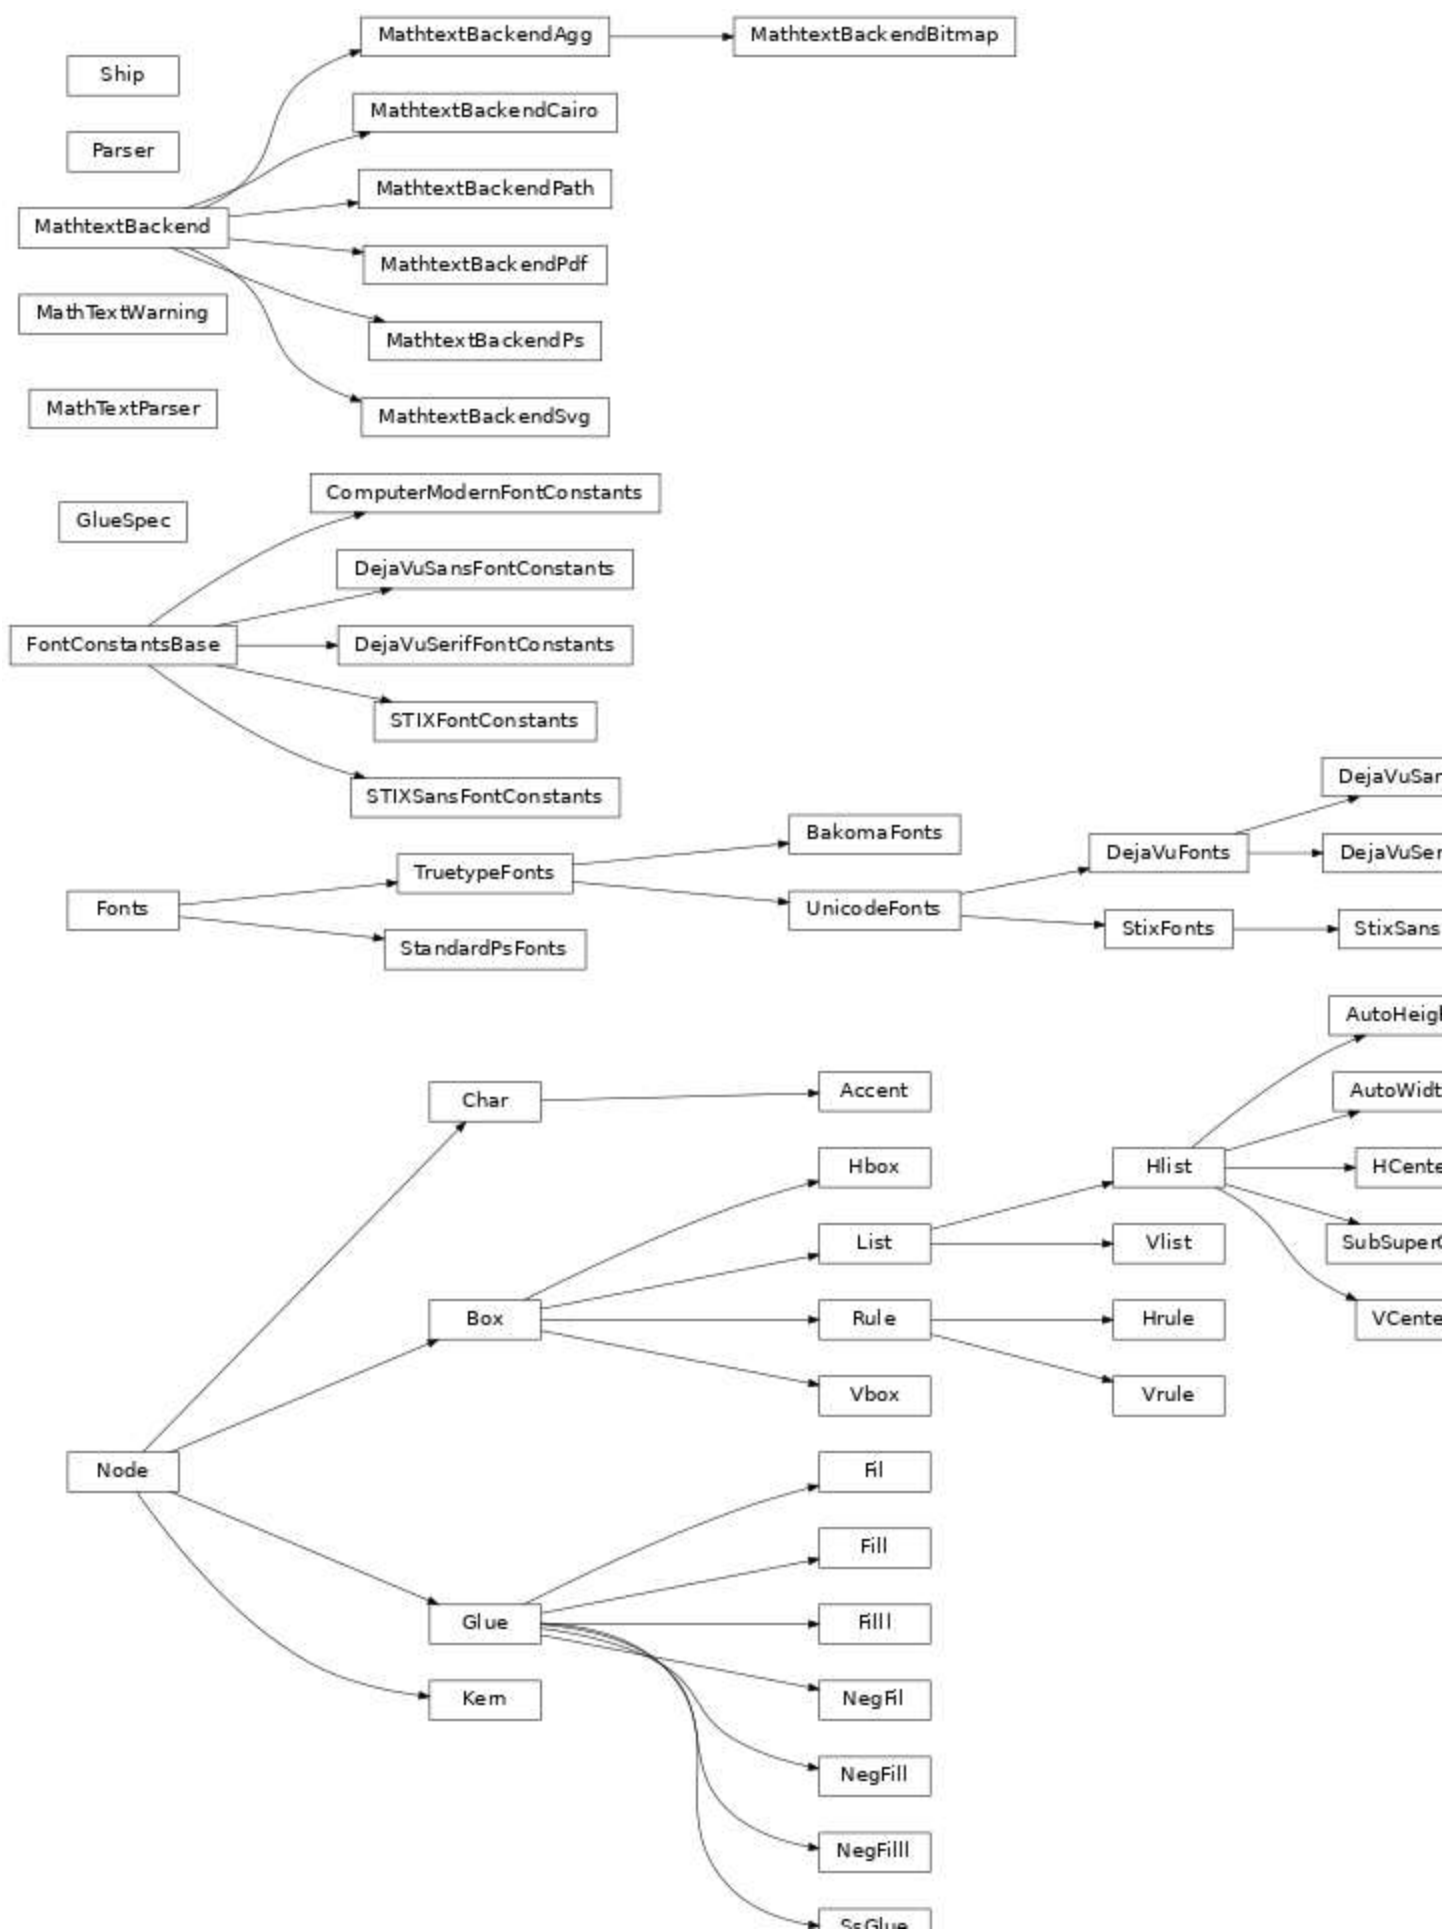 MathtextBackendAgg
MathtextBackendBitmap
Ship
MathtextBackendCairo
Parser
MathtextBackendPath
MathtextBackend
MathtextBackendPdf
MathTextWarning
MathtextBackendPs
MathTextParser
MathtextBackendSvg
ComputerModernFontConstants
GlueSpec
DejaVuSansFontConstants
FontConstantsBase
DejaVuSerifFontConstants
STIXFontConstants
STIXSansFontConstants
BakomaFonts
TruetypeFonts
DejaVuFonts
Fonts
UnicodeFonts
StixFonts
StixSans
StandardPsFonts
Char
Accent
Hbox
Hlist
List
Vlist
Box
Rule
Hrule
Vbox
Vrule
Node
Fil
Fill
Glue
Filll
Kern
NegFil
NegFill
NegFilll
SsGlue